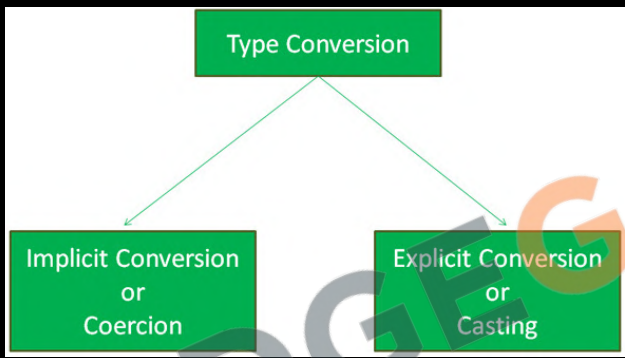 Type Conversion
Implicit Conversion
or
Coercion
Explicit Conversion
or
Casting